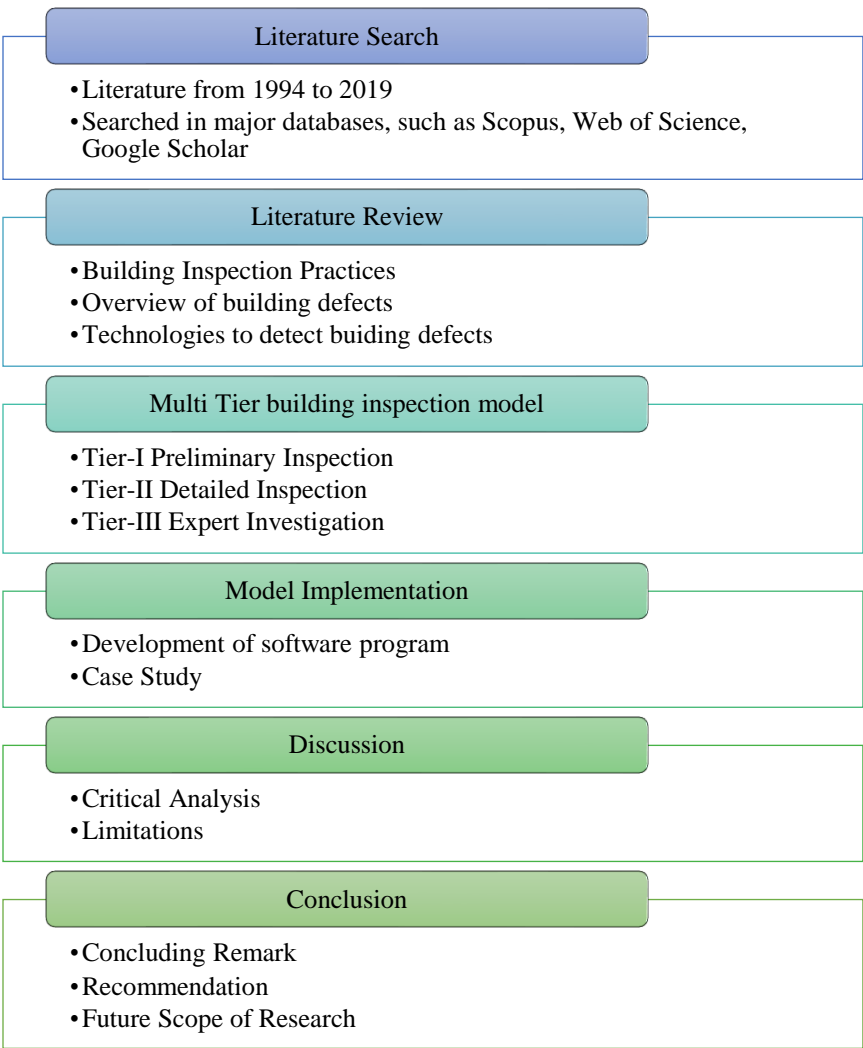 Literature Search
•Literature from 1994 to 2019
•Searched in major databases, such as Scopus, Web of Science,
Google Scholar
Literature Review
•Building Inspection Practices
•Overview of building defects
•Technologies to detect buiding defects
Multi Tier building inspection model
•Tier-I Preliminary Inspection
•Tier-II Detailed Inspection
•Tier-III Expert Investigation
Model Implementation
•Development of software program
•Case Study
Discussion
•Critical Analysis
•Limitations
Conclusion
•Concluding Remark
•Recommendation
•Future Scope of Research